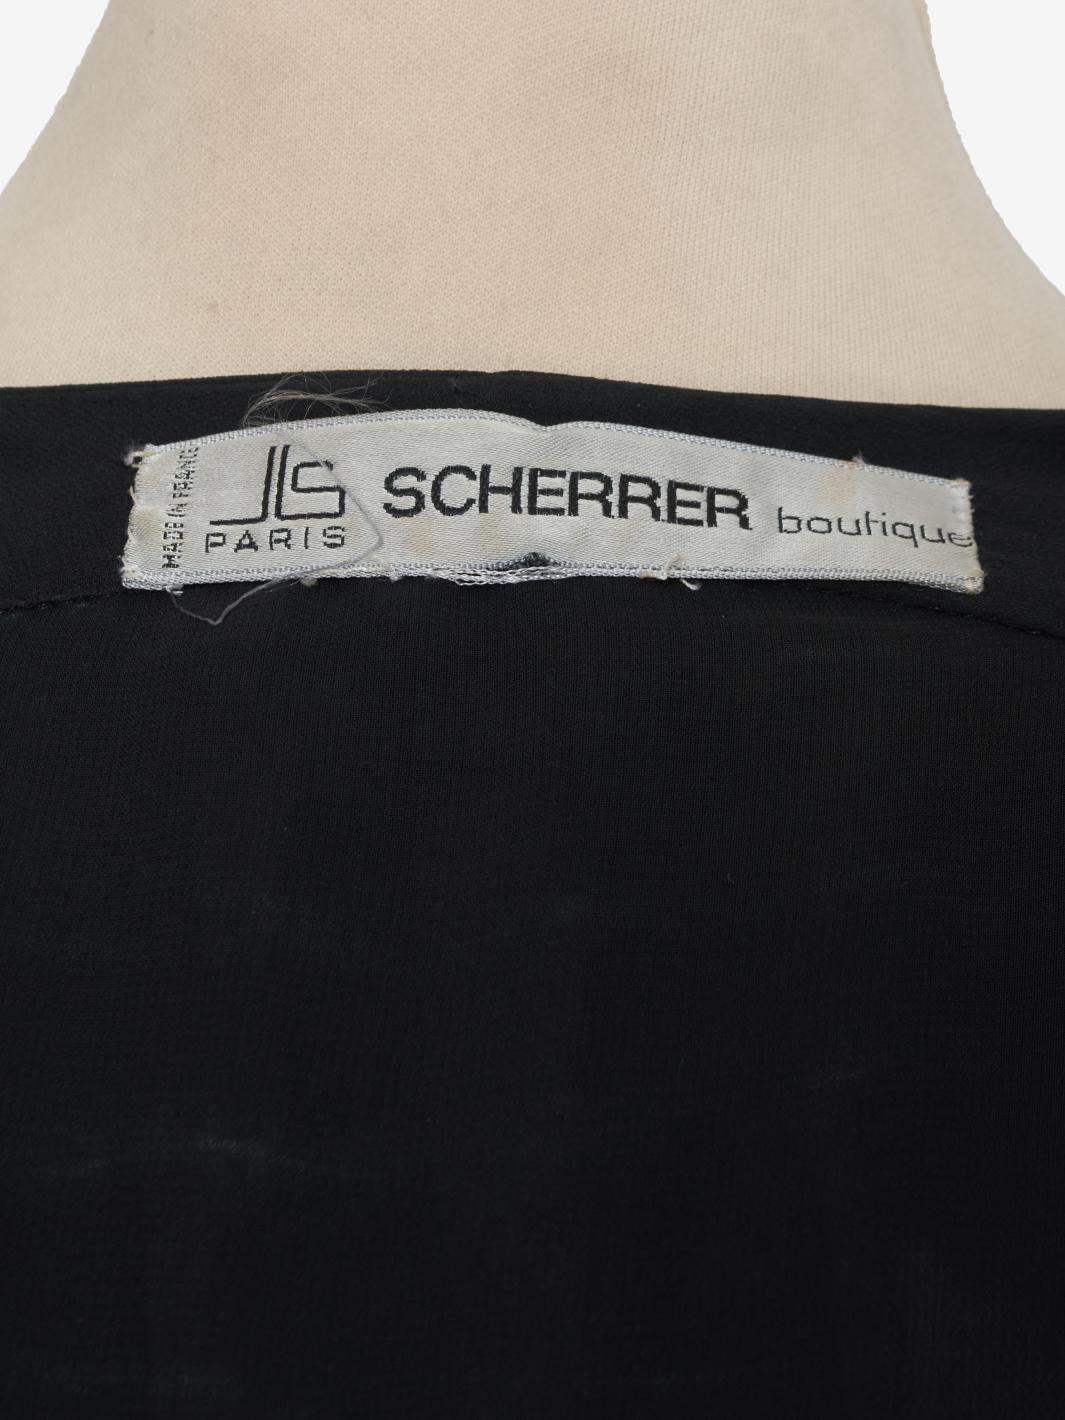 MADE IN FRANCE
JLS
PARIS
SCHERRER boutique